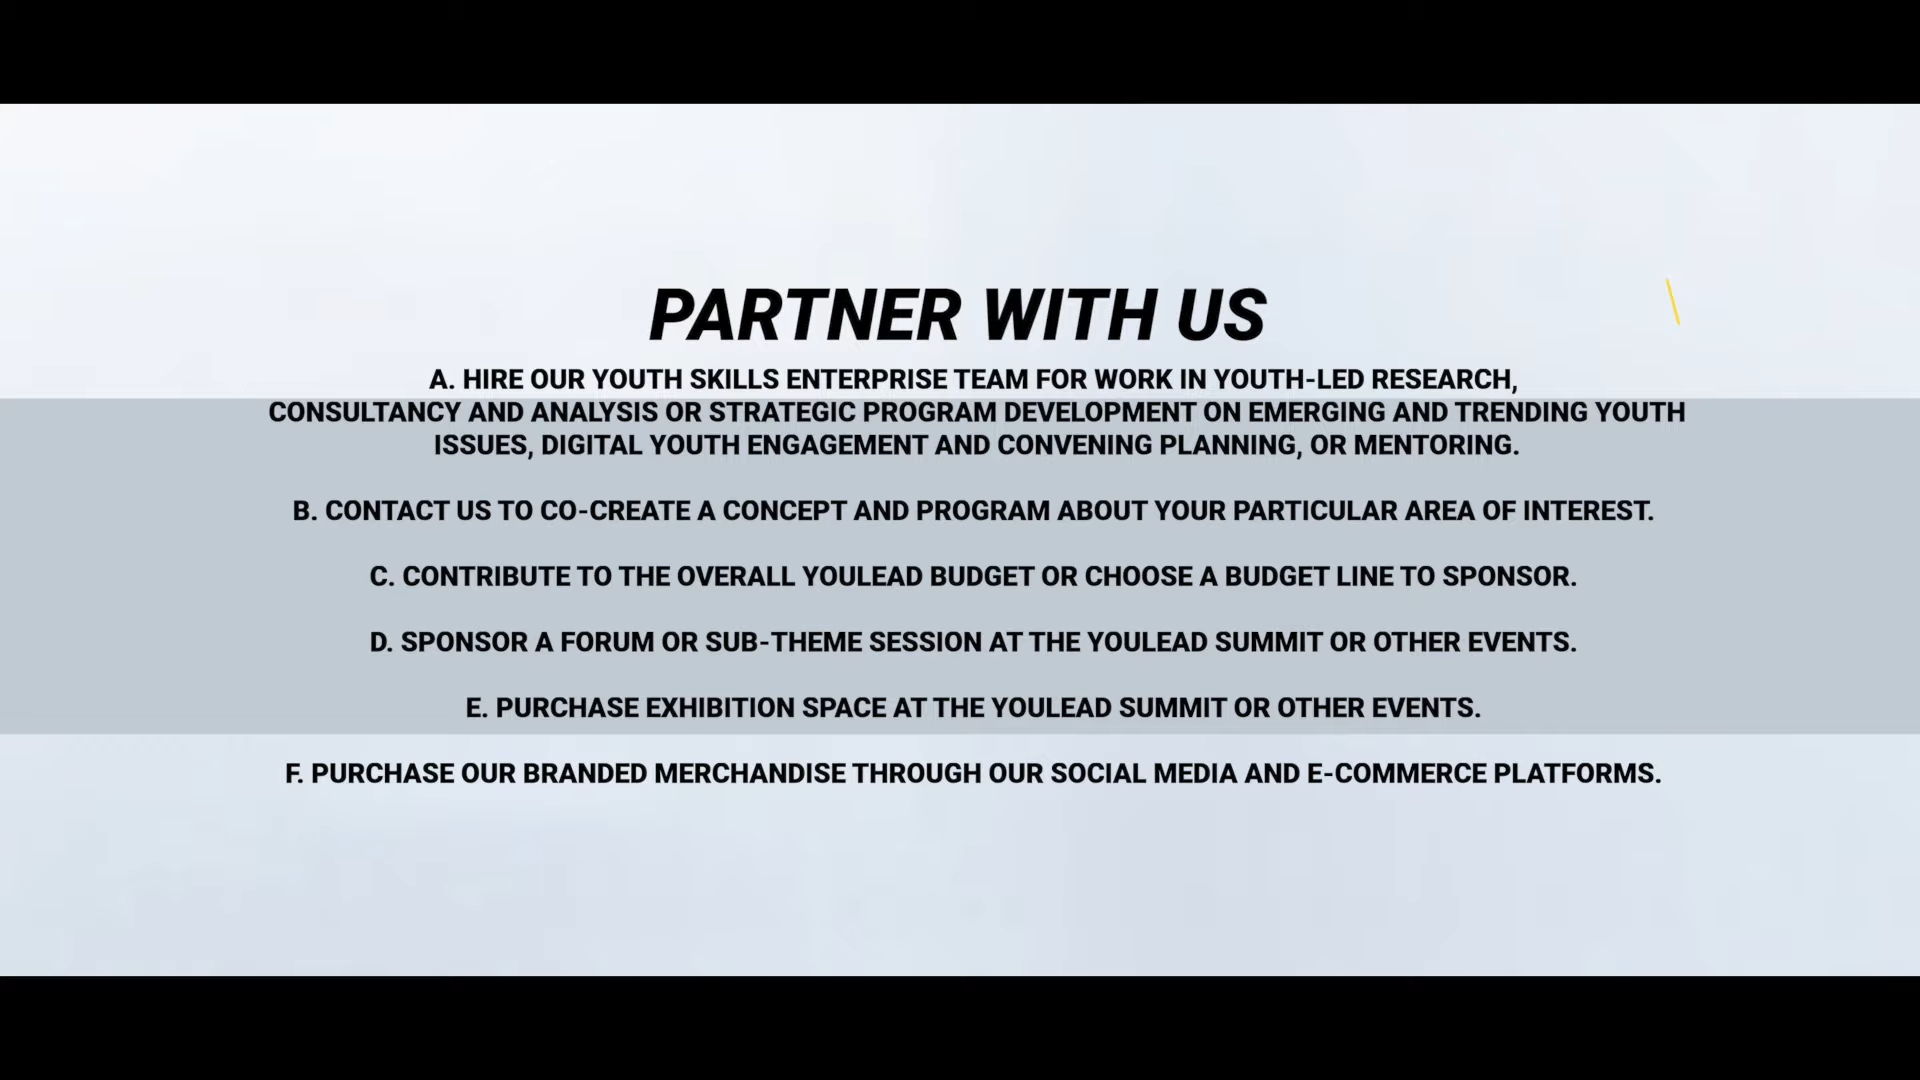 PARTNER WITH US
A. HIRE OUR YOUTH SKILLS ENTERPRISE TEAM FOR WORK IN YOUTH-LED RESEARCH,
CONSULTANCY AND ANALYSIS OR STRATEGIC PROGRAM DEVELOPMENT ON EMERGING AND TRENDING YOUTH
ISSUES, DIGITAL YOUTH ENGAGEMENT AND CONVENING PLANNING, OR MENTORING.
B. CONTACT US TO CO-CREATE A CONCEPT AND PROGRAM ABOUT YOUR PARTICULAR AREA OF INTEREST.
C. CONTRIBUTE TO THE OVERALL YOULEAD BUDGET OR CHOOSE A BUDGET LINE TO SPONSOR.
D. SPONSOR A FORUM OR SUB-THEME SESSION AT THE YOULEAD SUMMIT OR OTHER EVENTS.
E. PURCHASE EXHIBITION SPACE AT THE YOULEAD SUMMIT OR OTHER EVENTS.
F. PURCHASE OUR BRANDED MERCHANDISE THROUGH OUR SOCIAL MEDIA AND E-COMMERCE PLATFORMS.